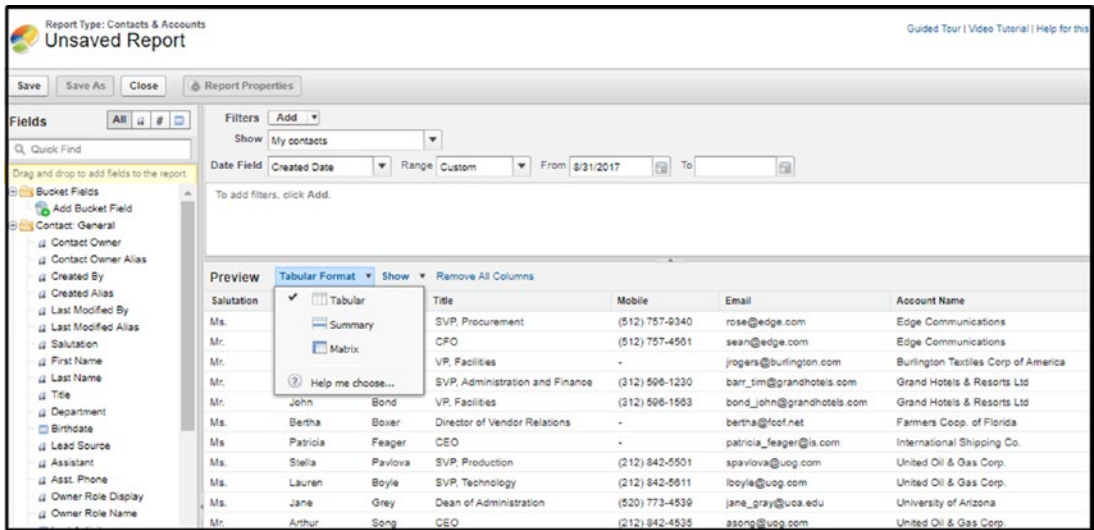 Report Type: Contacts & Accounts
Unsaved Report
Guided Tour | Video Tutorial | Help for this
Save Save As Close Report Properties
Fields All a # Filters Add
Quick Find Show My contacts
Drag and drop to add fields to the report. Date Field Created Date Range Custom From 8/31/2017 To
Bucket Fields To add filters, click Add.
Add Bucket Field
Contact: General
Contact Owner
Contact Owner Alias
Created By
Created Alias
Last Modified By
Last Modified Alias
Salutation
First Name
Last Name
Title
Department
Birthdate
Lead Source
Assistant
Asst. Phone
Owner Role Display
Owner Role Name
Preview Tabular Format Show Remove All Columns
Tabular
Summary
Matrix
Help me choose...
Salutation Title Mobile Email Account Name
Ms. SVP, Procurement (512) 757-9340 rose@edge.com Edge Communications
Mr. CFO (512) 757-4561 sean@edge.com Edge Communications
Mr. VP, Facilities - jrogers@burlington.com Burlington Textiles Corp of America
Mr. SVP, Administration and Finance (312) 596-1230 barr_tim@grandhotels.com Grand Hotels & Resorts Ltd
Mr. John Bond VP, Facilities (312) 596-1563 bond_john@grandhotels.com Grand Hotels & Resorts Ltd
Ms. Bertha Boxer Director of Vendor Relations - bertha@fcof.net Farmers Coop. of Florida
Ms Patricia Feager CEO - patricia_feager@is.com International Shipping Co.
Ms. Stella Pavlova SVP, Production (212) 842-5501 spavlova@uog.com United Oil & Gas Corp.
Ms. Lauren Boyle SVP, Technology (212) 842-5611 lboyle@uog.com United Oil & Gas Corp.
Ms. Jane Grey Dean of Administration (520) 773-4539 jane_gray@uoa.edu University of Arizona
Mr. Arthur Song CEO (212) 842-4535 asong@uog.com United Oil & Gas Corp.